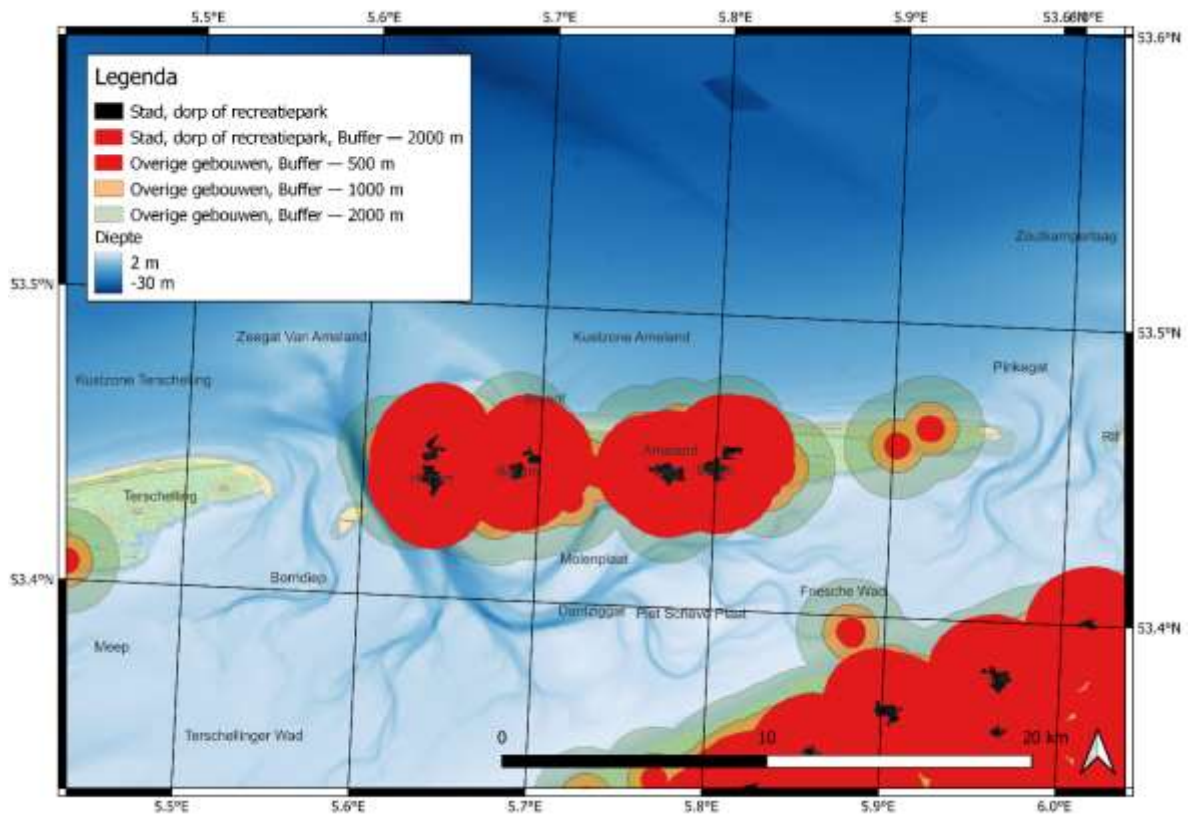 5.5°E 5.6°E 5.7°E 5.8°E 5.9°E
53.6°N
Legenda
Stad, dorp of recreatiepark
Stad, dorp of recreatiepark, Buffer — 2000 m
Overige gebouwen, Buffer — 500 m
Overige gebouwen, Buffer — 1000 m
Overige gebouwen, Buffer — 2000 m
Diepte
2 m
-30 m
Zoutkamperlaag
53.5°N
53.5°N
Zeegat Van Ameland
Kustzone Ameland
Pinkegat
Kustzone Terschelling
Rif
Ameland
Terschelling
Molenplaat
53.4°N
Borndiep
Friesche Wad
Dantziggat
Piet Scheve Plaat
53.4°N
Meep
Terschellinger Wad
0 10 20 km
5.5°E 5.6°E 5.7°E 5.8°E 5.9°E 6.0°E